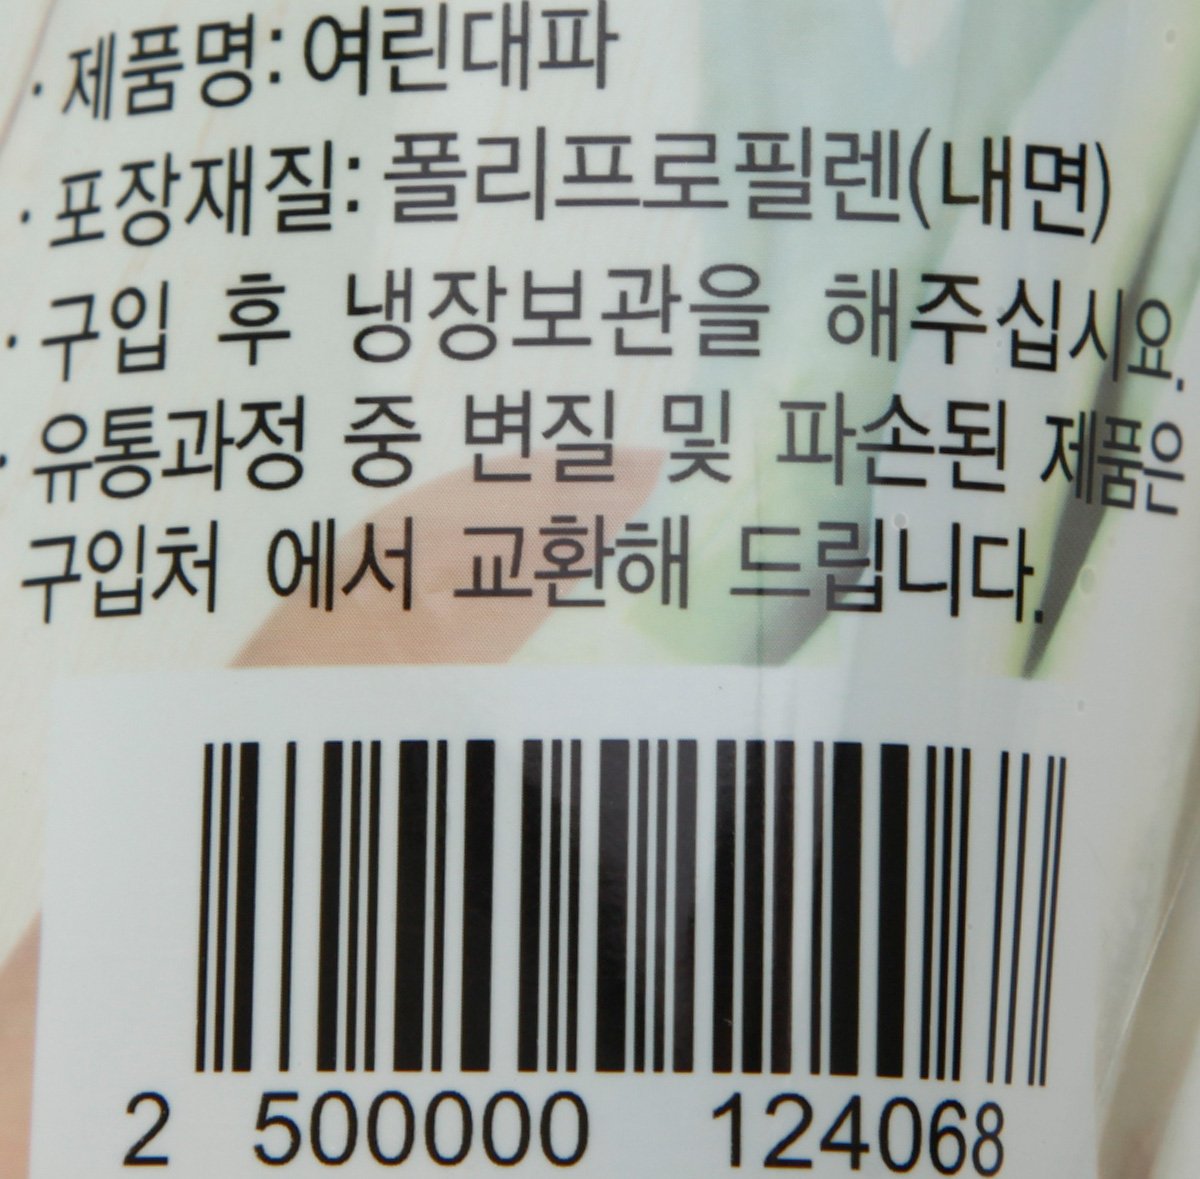 · 제품명: 여린대파
· 포장재질: 폴리프로필렌(내면)
· 구입 후 냉장보관을 해주십시요.
· 유통과정 중 변질 및 파손된 제품은
구입처 에서 교환해 드립니다.
2 500000 124068